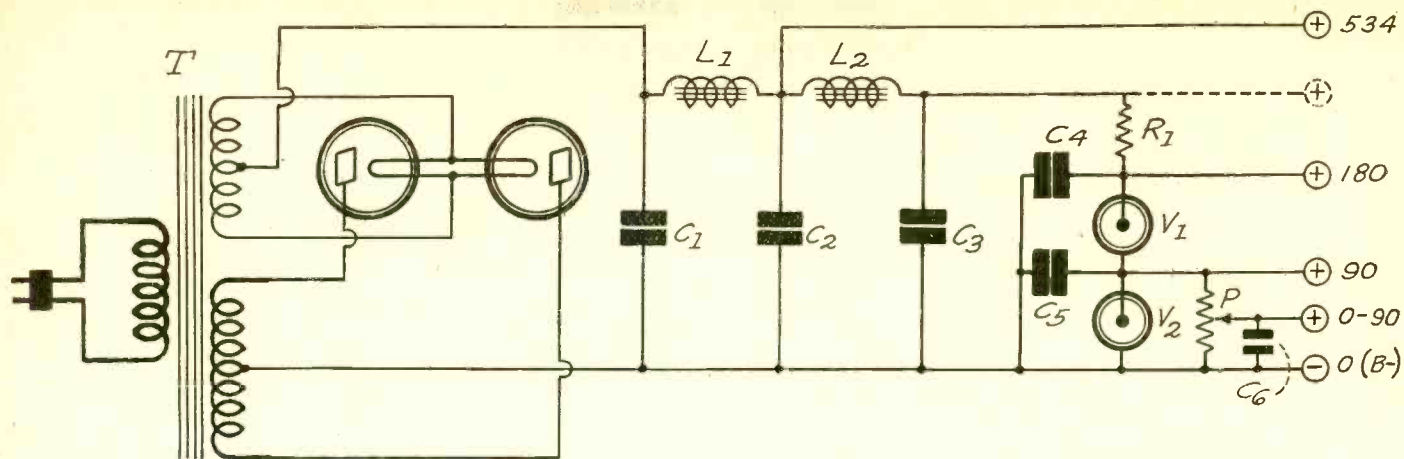 T
L1
L2
⊕ 534
(+)
C4
R1
⊕ 180
V1
C1
C2
C3
⊕ 90
C5
V2
P
⊕ 0-90
C6
⊖ 0 (B-)